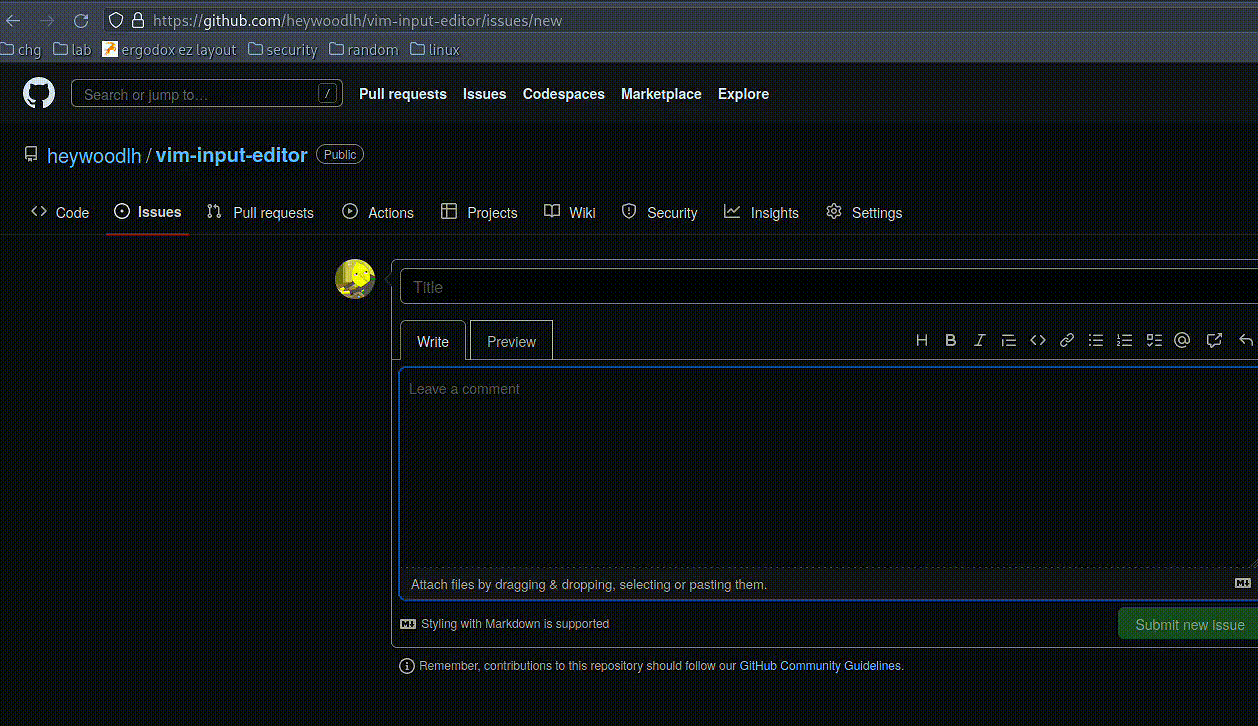 https://github.com/heywoodlh/vim-input-editor/issues/new
chg lab ergodox ez layout security random linux
Search or jump to... / Pull requests Issues Codespaces Marketplace Explore
heywoodlh / vim-input-editor Public
Code Issues Pull requests Actions Projects Wiki Security Insights Settings
Title
Write Preview H B I
Leave a comment
Attach files by dragging & dropping, selecting or pasting them.
Styling with Markdown is supported Submit new issue
Remember, contributions to this repository should follow our GitHub Community Guidelines.